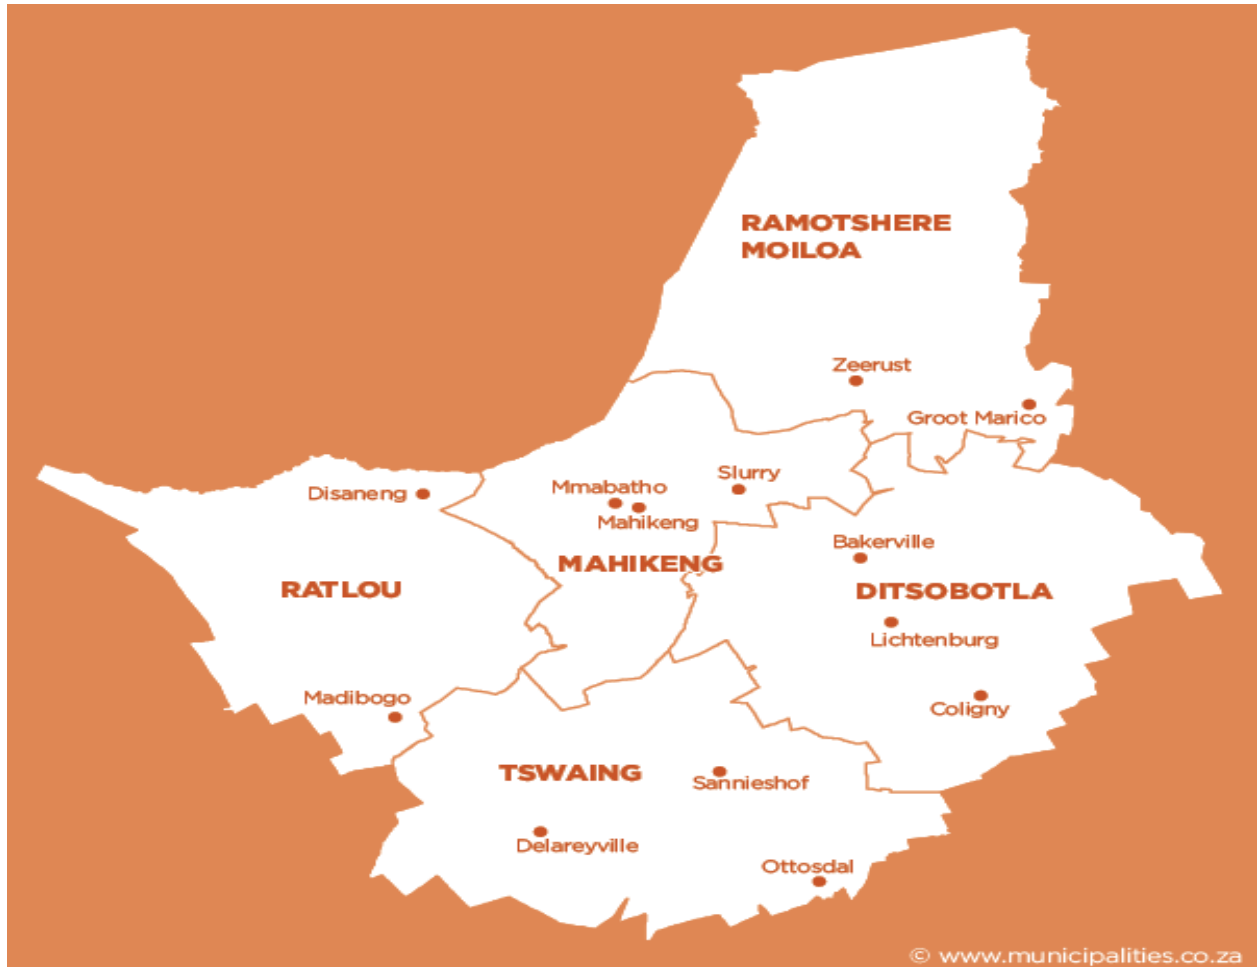 RAMOTSHERE
MOILOA
Zeerust
Groot Marico
Slurry
Disaneng
Mmabatho
Mahikeng
MAHIKENG
Bakerville
RATLOU
DITSOBOTLA
Lichtenburg
Madibogo
Coligny
TSWAING
Sannieshof
Delareyville
Ottosdal
© www.municipalities.co.za